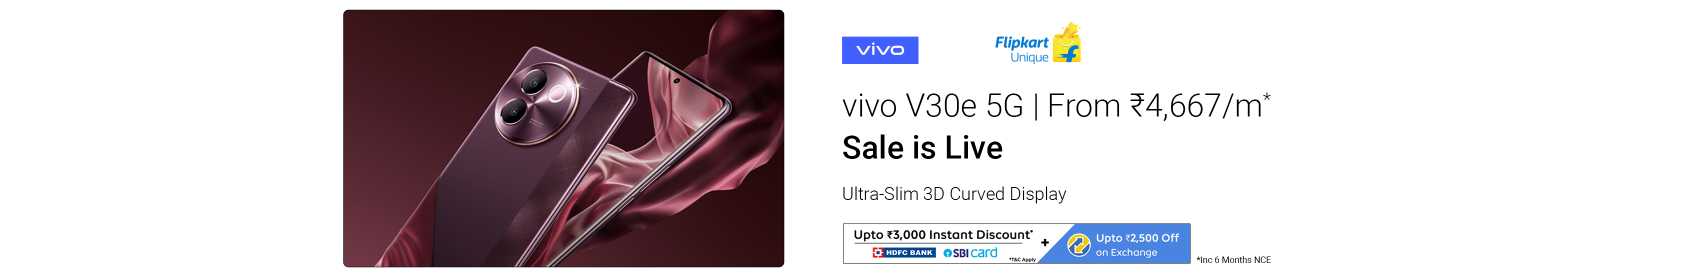 vivo
Flipkart
Unique
vivo V30e 5G | From ₹4,667/m*
Sale is Live
Ultra-Slim 3D Curved Display
Upto ₹3,000 Instant Discount*
HDFC BANK SBI card
*T&C Apply
+
Upto ₹2,500 Off
on Exchange
*Inc 6 Months NCE